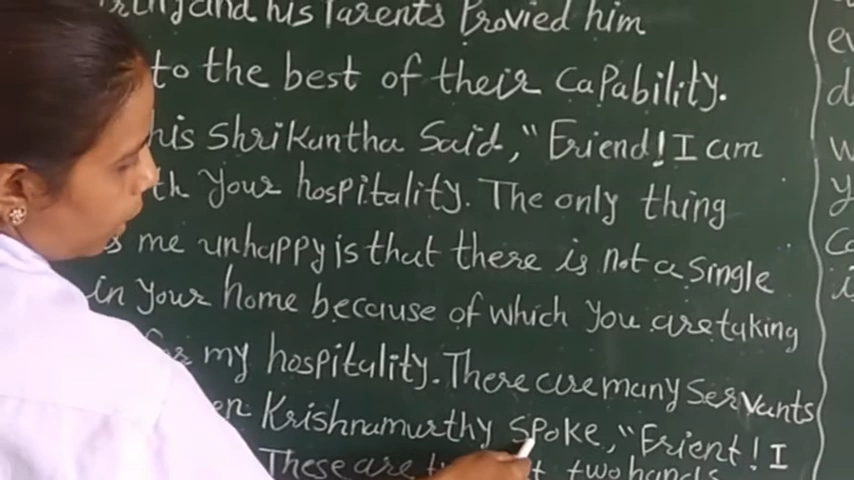 and his Parents Provied him
to the best of their capability.
his Shrikantha Said, "Friend! I am
your hospitality. The only thing
me unhappy is that there is not a single
in your home because of which you are taking
my hospitality. There are many servants
Krishnamurthy spoke, "Frient! I
These are two hands